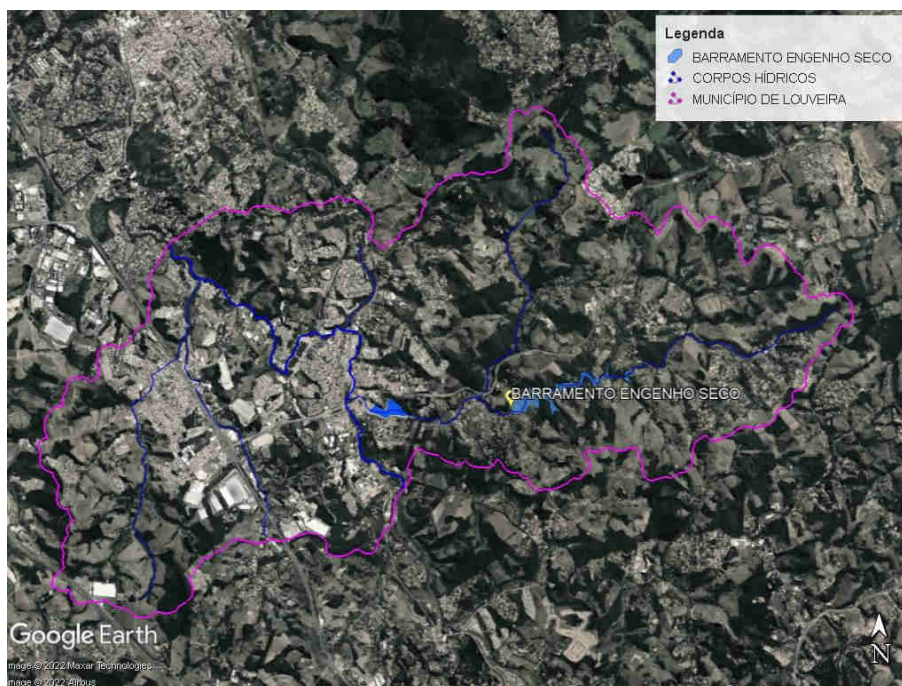 Legenda
BARRAMENTO ENGENHO SECO
CORPOS HÍDRICOS
MUNICÍPIO DE LOUVEIRA
BARRAMENTO ENGENHO SECO
Google Earth
N
Image © 2022 Maxar Technologies
Image © 2022 Airbus